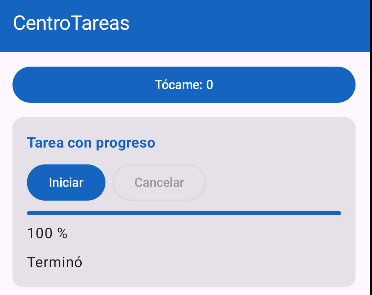 CentroTareas
Tócame: 0
Tarea con progreso
Iniciar
Cancelar
100 %
Terminó